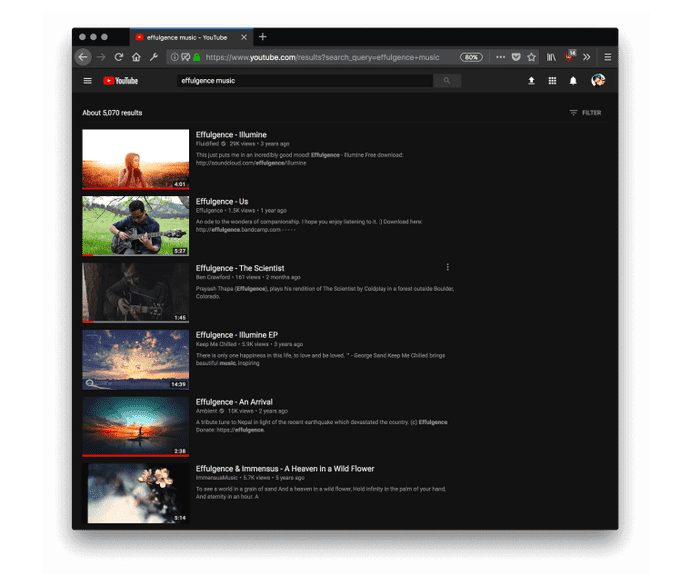 effulgence music - YouTube
https://www.youtube.com/results?search_query=effulgence+music
60%
16
YouTube
effulgence music
About 5,070 results
FILTER
Effulgence - Illumine
Fluidified • 29K views • 3 years ago
This just puts me in an incredibly good mood! Effulgence - Illumine Free download:
http://soundcloud.com/effulgence/illumine
4:01
Effulgence - Us
Effulgence • 1.5K views • 1 year ago
An ode to the wonders of companionship. I hope you enjoy listening to it. :) Download here:
http://effulgence.bandcamp.com - - - - -
5:27
Effulgence - The Scientist
Ben Crawford • 161 views • 2 months ago
Prayash Thapa (Effulgence), plays his rendition of The Scientist by Coldplay in a forest outside Boulder,
Colorado.
1:45
Effulgence - Illumine EP
Keep Me Chilled • 5.9K views • 3 years ago
There is only one happiness in this life, to love and be loved. " - George Sand Keep Me Chilled brings
beautiful music, inspiring
14:39
Effulgence - An Arrival
Ambient • 15K views • 2 years ago
A tribute tune to Nepal in light of the recent earthquake which devastated the country. (c) Effulgence
Donate: https://effulgence.
2:38
Effulgence & Immensus - A Heaven in a Wild Flower
ImmensusMusic • 5.7K views • 5 years ago
To see a world in a grain of sand And a heaven in a wild flower, Hold infinity in the palm of your hand,
And eternity in an hour. A
5:14